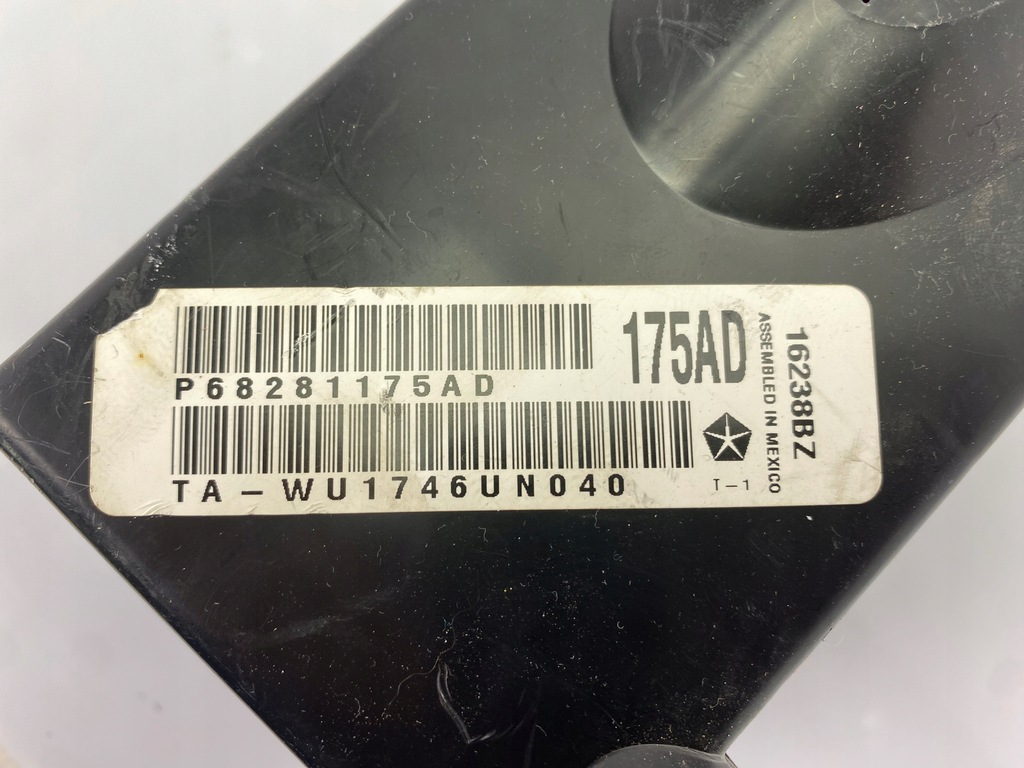 P68281175AD
175AD
TA-WU1746UN040
T-1
ASSEMBLED IN MEXICO
16238BZ